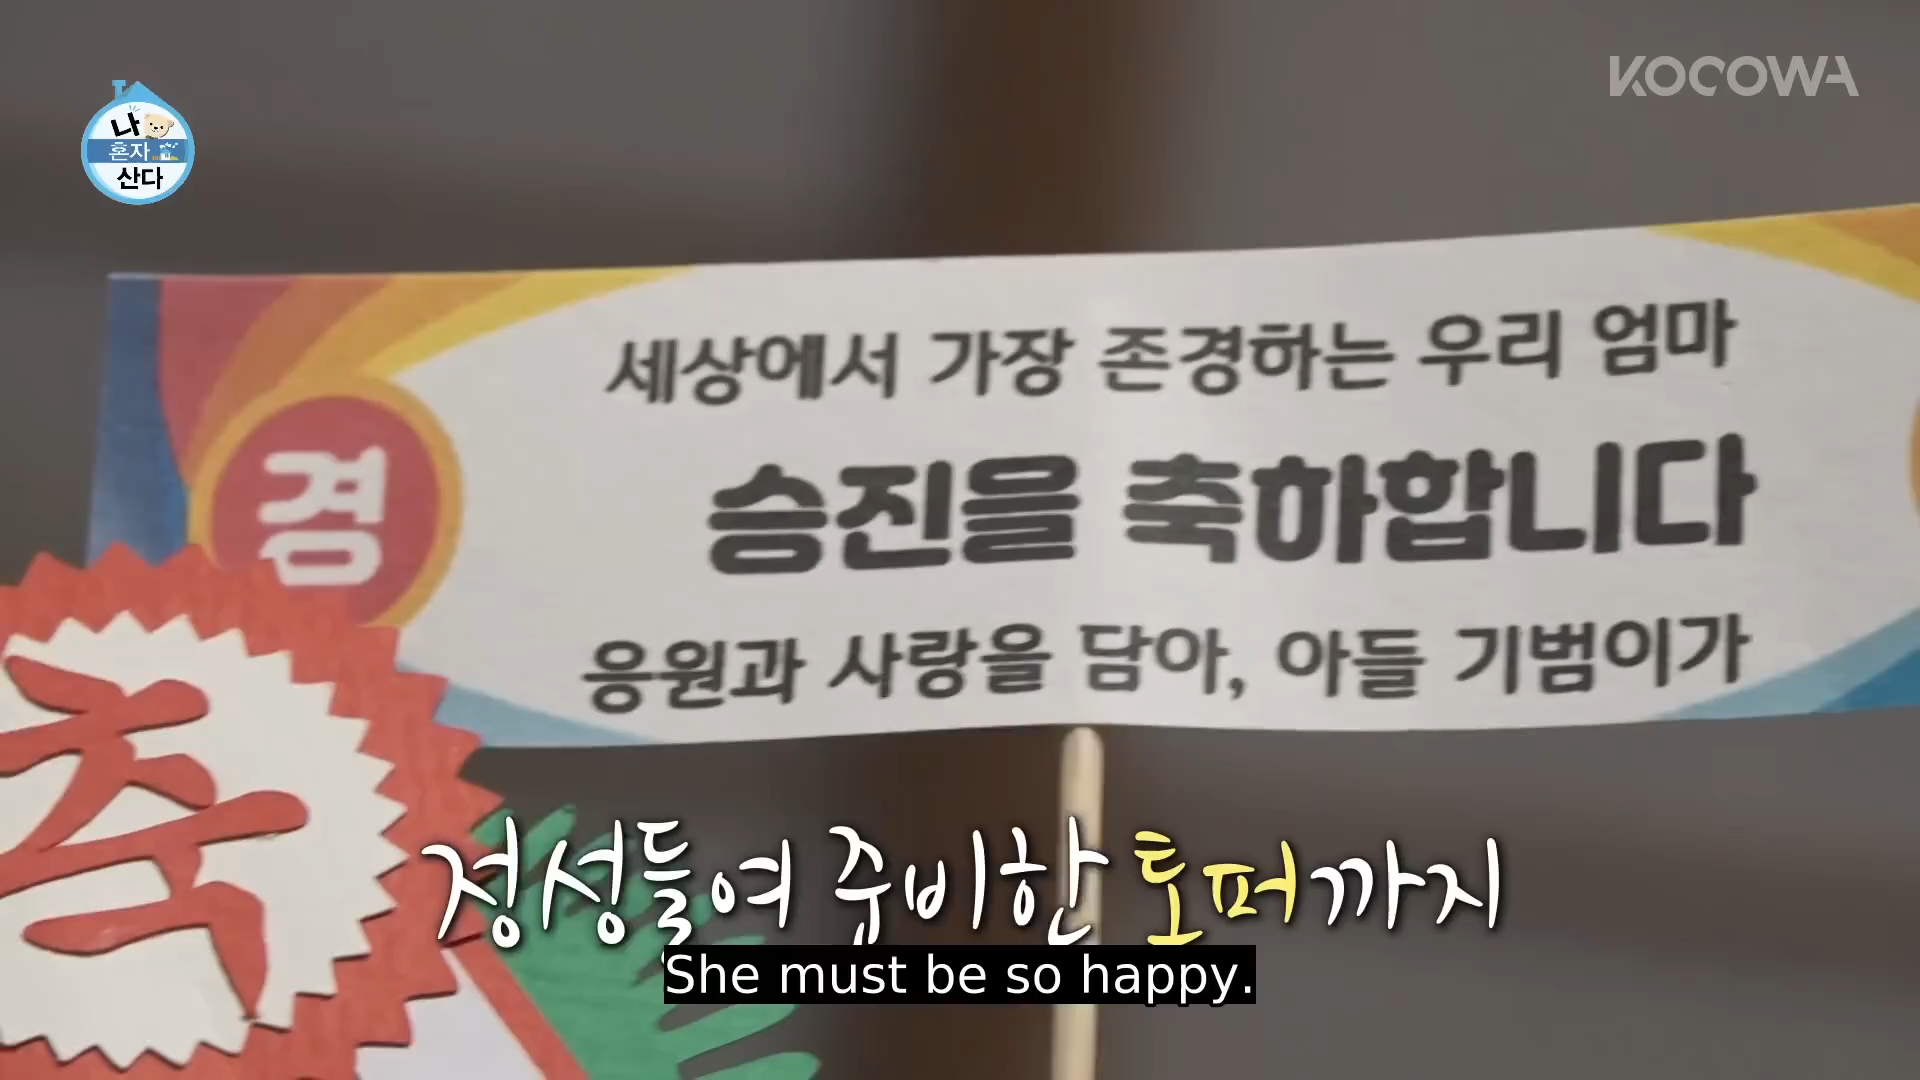 나
혼자
산다
KOCOWA
경
세상에서 가장 존경하는 우리 엄마
승진을 축하합니다
응원과 사랑을 담아, 아들 기범이가
축
정성들여 준비한 토퍼까지
She must be so happy.